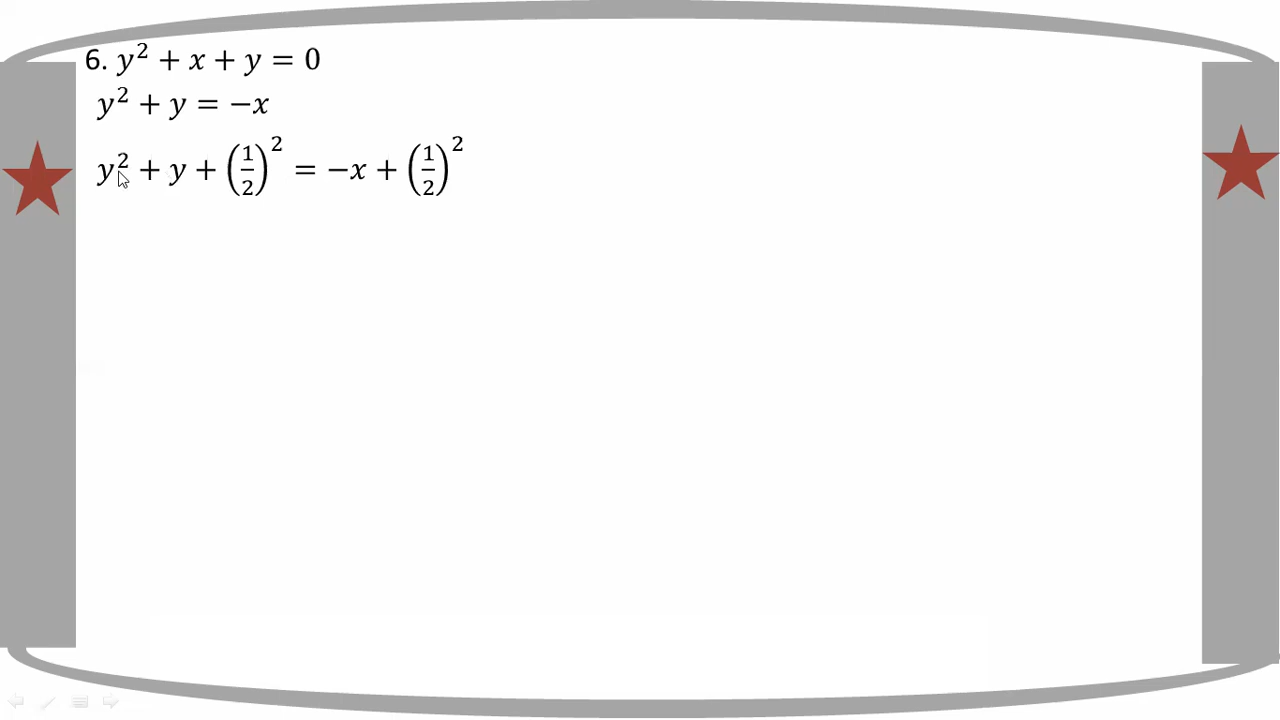 6. y² + x + y = 0
y² + y = −x
y² + y + (1/2)² = −x + (1/2)²